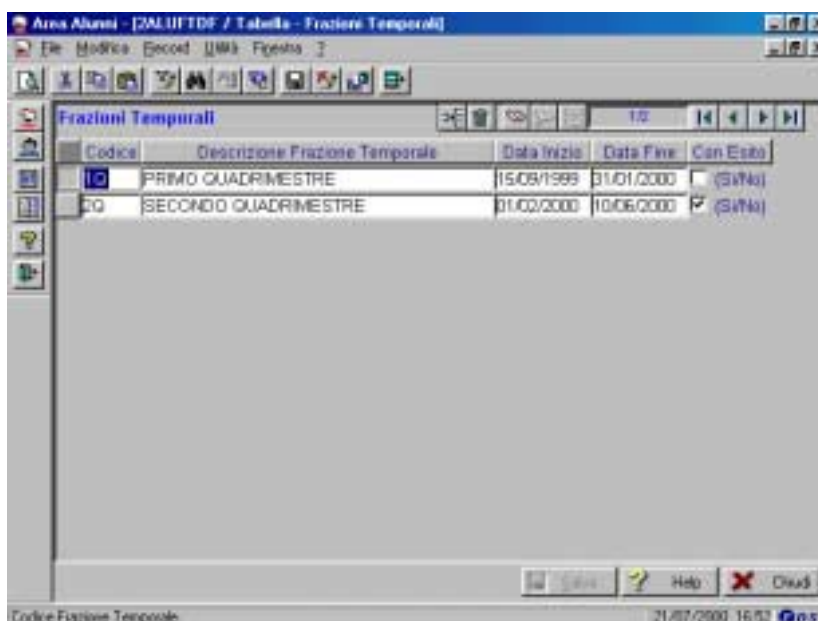 Area Alunni - [2ALUFTDF / Tabella - Frazioni Temporali]
File Modifica Record Utilità Finestra ?
Frazioni Temporali 1/2
Codice Descrizione Frazione Temporale Data Inizio Data Fine Con Esito
1Q PRIMO QUADRIMESTRE 15/09/1999 31/01/2000 (Si/No)
2Q SECONDO QUADRIMESTRE 01/02/2000 10/06/2000 (Si/No)
Salva Help Chiudi
Codice Frazione Temporale 21/07/2000 16:52